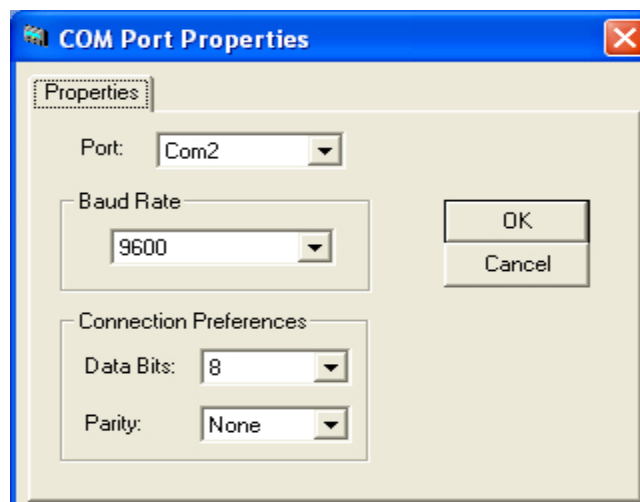 COM Port Properties
Properties
Port: Com2
Baud Rate
9600
OK
Cancel
Connection Preferences
Data Bits: 8
Parity: None